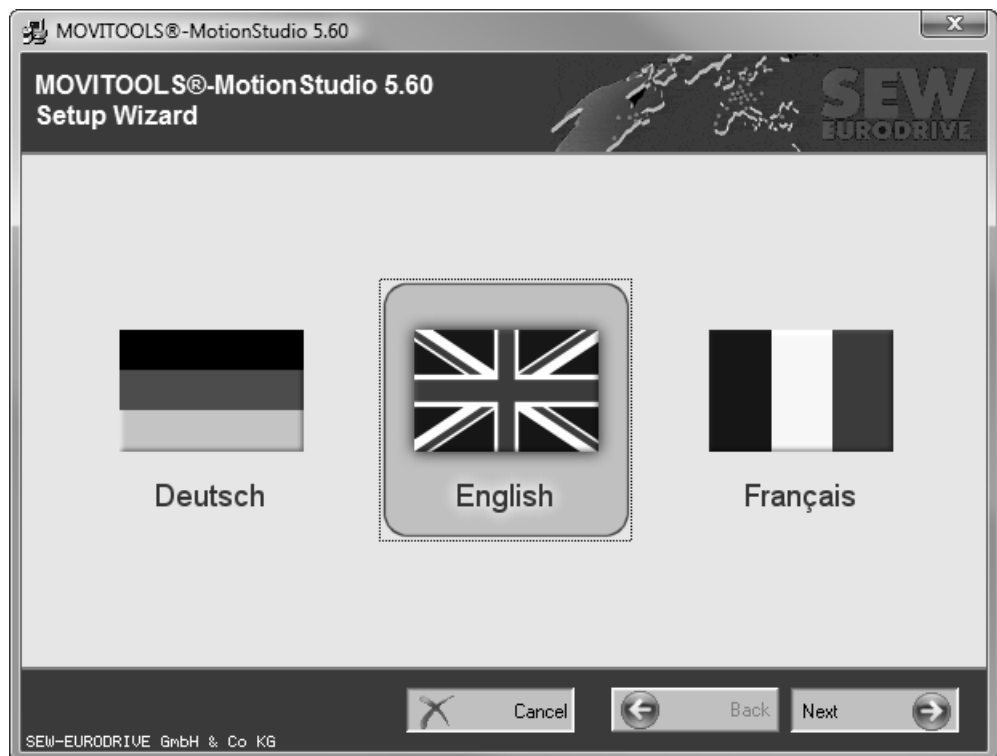 MOVITOOLS®-MotionStudio 5.60
MOVITOOLS®-MotionStudio 5.60
Setup Wizard
SEW
EURODRIVE
Deutsch
English
Français
Cancel
Back
Next
SEW-EURODRIVE GmbH & Co KG